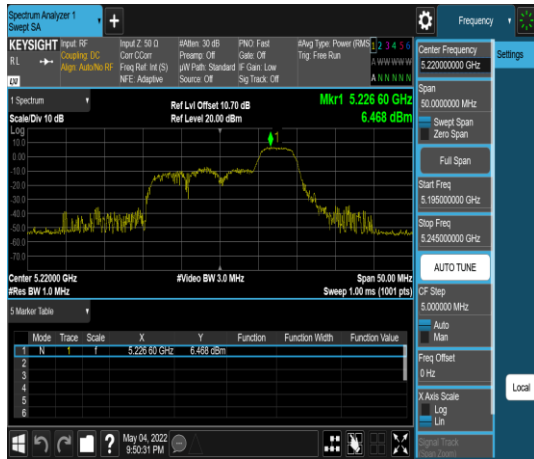 Spectrum Analyzer 1
Swept SA
+
Frequency
KEYSIGHT
RL
LXI
Input: RF
Coupling: DC
Align: Auto/No RF
Input Z: 50 Ω
Corr CCorr
Freq Ref: Int (S)
NFE: Adaptive
#Atten: 30 dB
Preamp: Off
µW Path: Standard
Source: Off
PNO: Fast
Gate: Off
IF Gain: Low
Sig Track: Off
#Avg Type: Power (RMS
Trig: Free Run
1 2 3 4 5 6
A WWWWW
A N N N N N
1 Spectrum
Scale/Div 10 dB
Ref Lvl Offset 10.70 dB
Ref Level 20.00 dBm
Mkr1 5.226 60 GHz
6.468 dBm
Log
10.0
0.00
-10.0
-20.0
-30.0
-40.0
-50.0
-60.0
-70.0
1
Center 5.22000 GHz
#Res BW 1.0 MHz
#Video BW 3.0 MHz
Span 50.00 MHz
Sweep 1.00 ms (1001 pts)
5 Marker Table
Mode Trace Scale X Y Function Function Width Function Value
1 N 1 f 5.226 60 GHz 6.468 dBm
2
3
4
5
6
Center Frequency
5.220000000 GHz
Span
50.0000000 MHz
Swept Span
Zero Span
Full Span
Start Freq
5.195000000 GHz
Stop Freq
5.245000000 GHz
AUTO TUNE
CF Step
5.000000 MHz
Auto
Man
Freq Offset
0 Hz
X Axis Scale
Log
Lin
Signal Track
(Span Zoom)
Settings
Local
?
May 04, 2022
9:50:31 PM